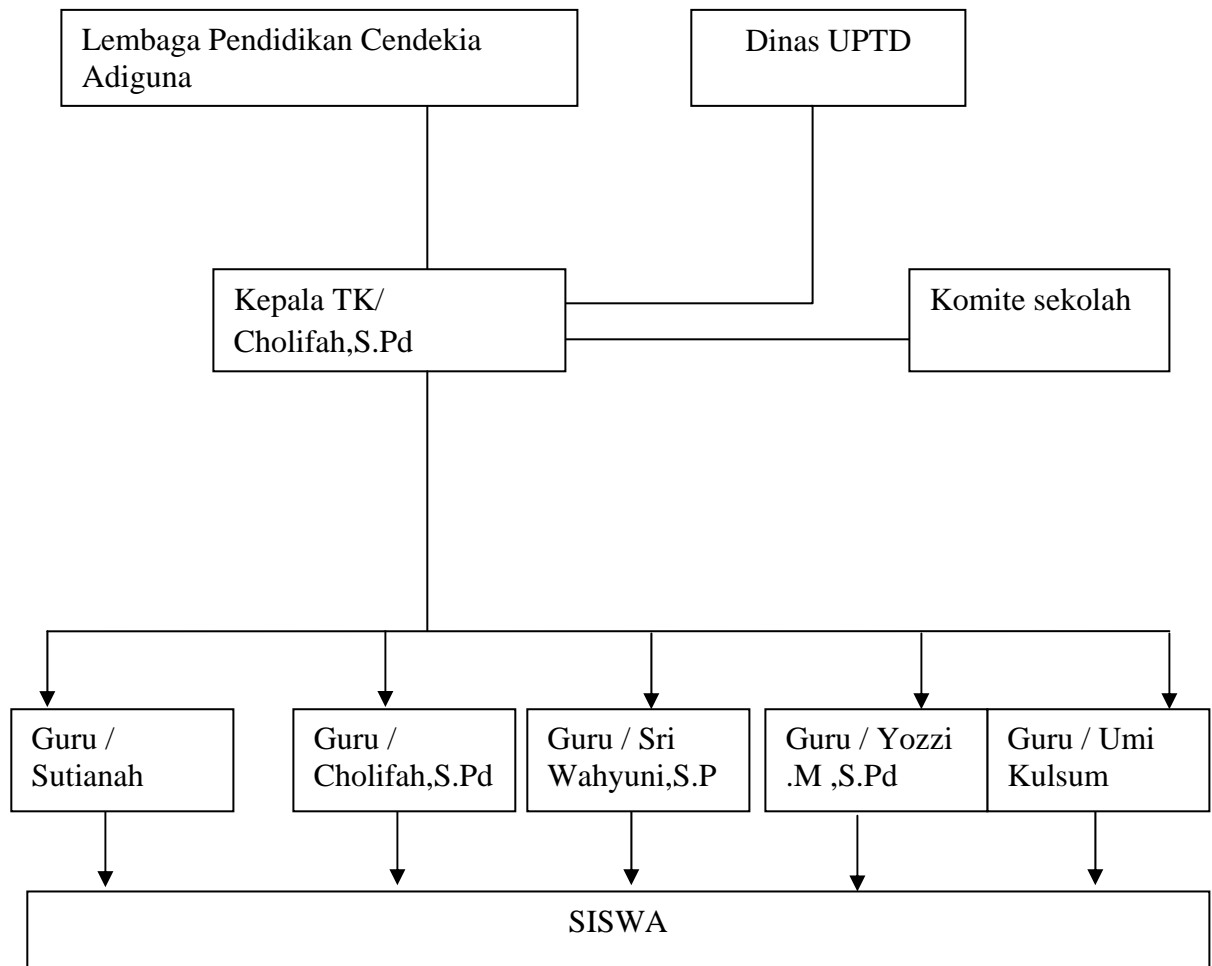 Lembaga Pendidikan Cendekia
Adiguna
Dinas UPTD
Kepala TK/
Cholifah,S.Pd
Komite sekolah
Guru /
Sutianah
Guru /
Cholifah,S.Pd
Guru / Sri
Wahyuni,S.P
Guru / Yozzi
.M ,S.Pd
Guru / Umi
Kulsum
SISWA